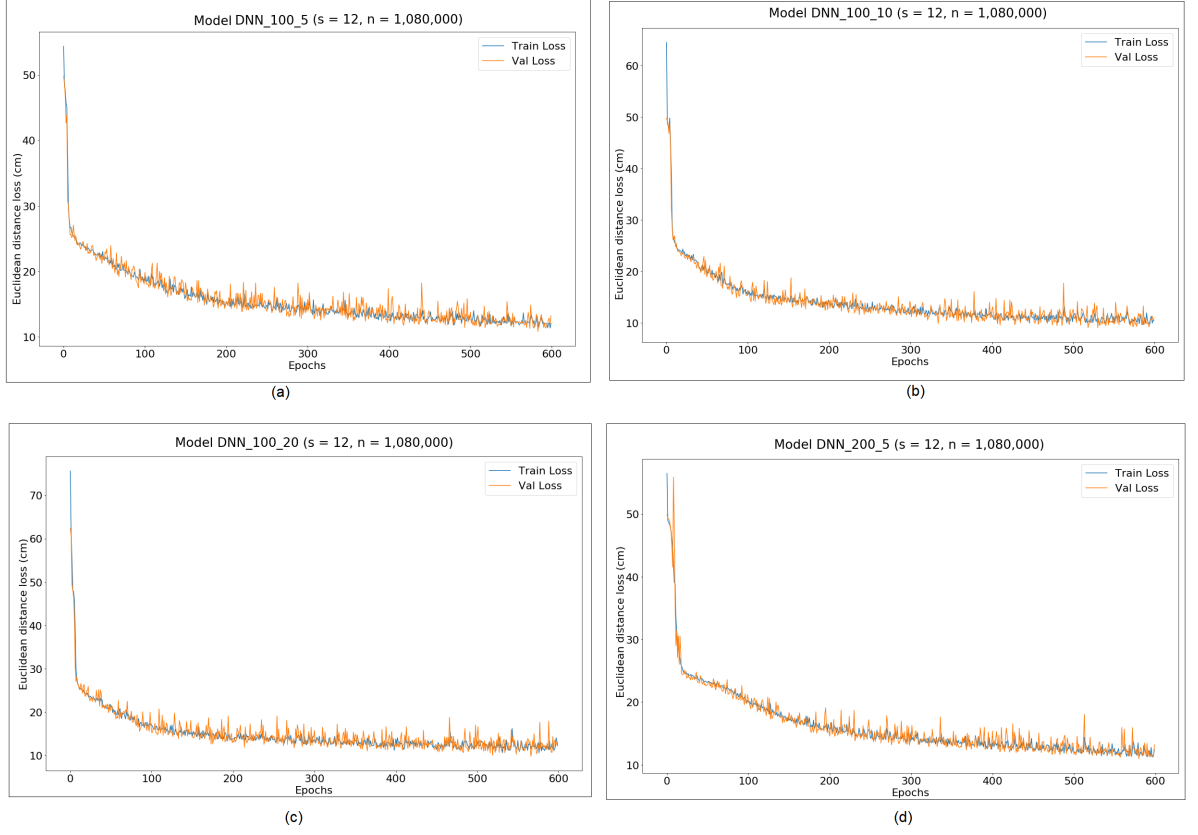 Model DNN_100_5 (s = 12, n = 1,080,000)
Train Loss
Val Loss
Euclidean distance loss (cm)
50
40
30
20
10
0 100 200 300 400 500 600
Epochs
(a)
Model DNN_100_10 (s = 12, n = 1,080,000)
Train Loss
Val Loss
Euclidean distance loss (cm)
60
50
40
30
20
10
0 100 200 300 400 500 600
Epochs
(b)
Model DNN_100_20 (s = 12, n = 1,080,000)
Train Loss
Val Loss
Euclidean distance loss (cm)
70
60
50
40
30
20
10
0 100 200 300 400 500 600
Epochs
(c)
Model DNN_200_5 (s = 12, n = 1,080,000)
Train Loss
Val Loss
Euclidean distance loss (cm)
50
40
30
20
10
0 100 200 300 400 500 600
Epochs
(d)